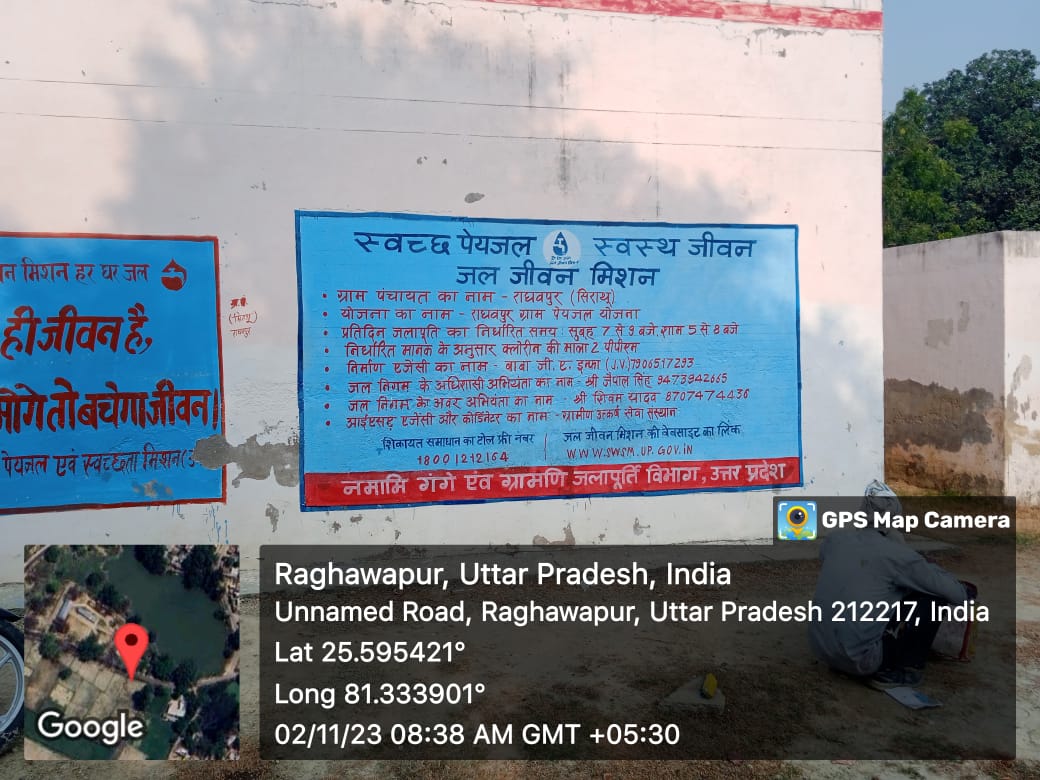 न मिशन हर घर जल
ही जीवन है,
तो बचेगा जीवन।
पेयजल एवं स्वच्छता मिशन (उ
स्वच्छ पेयजल स्वस्थ जीवन
जल जीवन मिशन
• ग्राम पंचायत का नाम - राघवपुर (सिराथू)
• योजना का नाम - राघवपुर ग्राम पेयजल योजना
• प्रतिदिन जलापूर्ति का निर्धारित समय: सुबह 7 से 9 बजे, शाम 5 से 8 बजे
• निर्धारित मानक के अनुसार क्लोरीन की मात्रा 2 पीपीएम
• निर्माण एजेंसी का नाम - बाबा जी. ए. इन्फ्रा (J.V.) 7906517293
• जल निगम के अधिशासी अभियंता का नाम - श्री जैपाल सिंह 9473942665
• जल निगम के अवर अभियंता का नाम - श्री शिवम यादव 8707474436
• आईएसए एजेंसी और कोर्डिनेटर का नाम - ग्रामीण उत्कर्ष सेवा संस्थान
शिकायत समाधान का टोल फ्री नंबर
18001212164
जल जीवन मिशन की वेबसाइट का लिंक
WWW.SWSM.UP.GOV.IN
नमामि गंगे एवं ग्रामणि जलापूर्ति विभाग, उत्तर प्रदेश
GPS Map Camera
Raghawapur, Uttar Pradesh, India
Unnamed Road, Raghawapur, Uttar Pradesh 212217, India
Lat 25.595421°
Long 81.333901°
02/11/23 08:38 AM GMT +05:30
Google